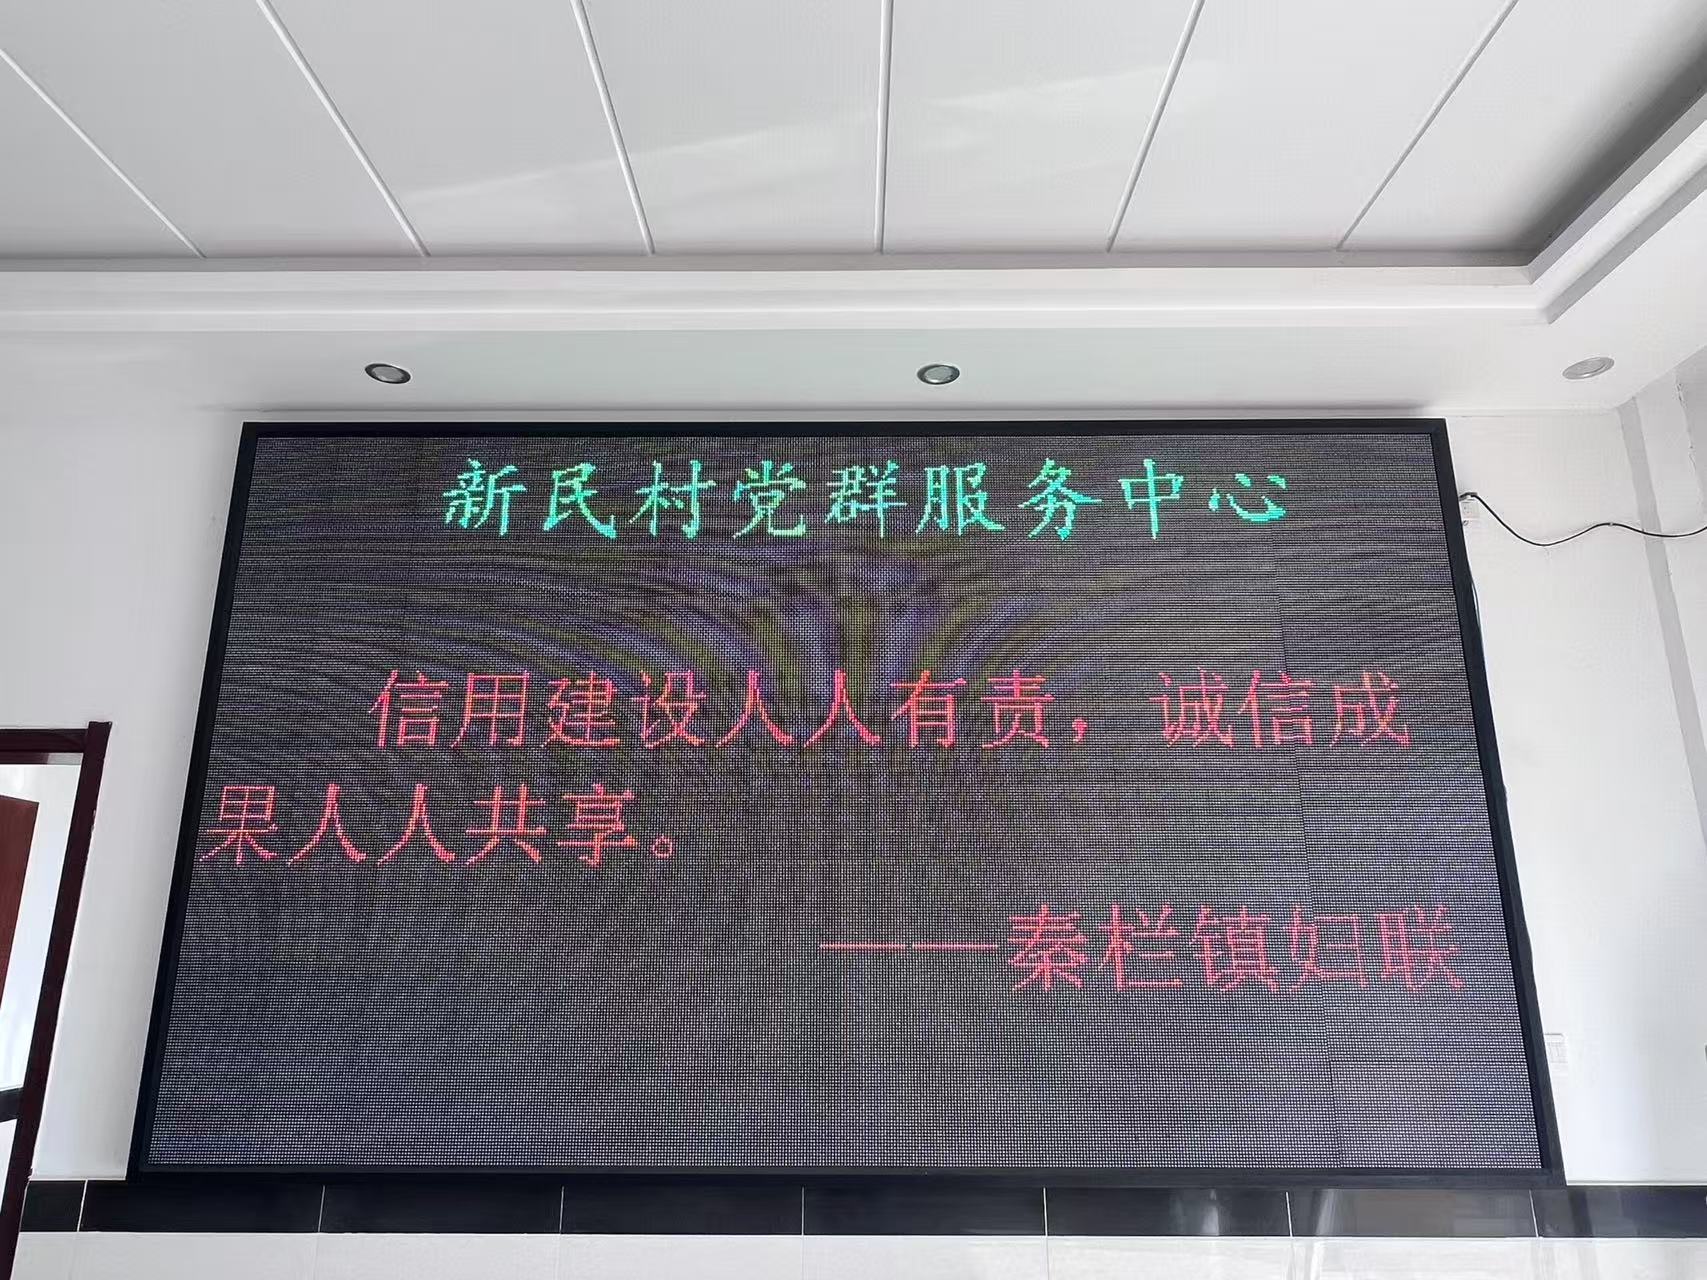 新民村党群服务中心
信用建设人人有责，诚信成
果人人共享。
——秦栏镇妇联